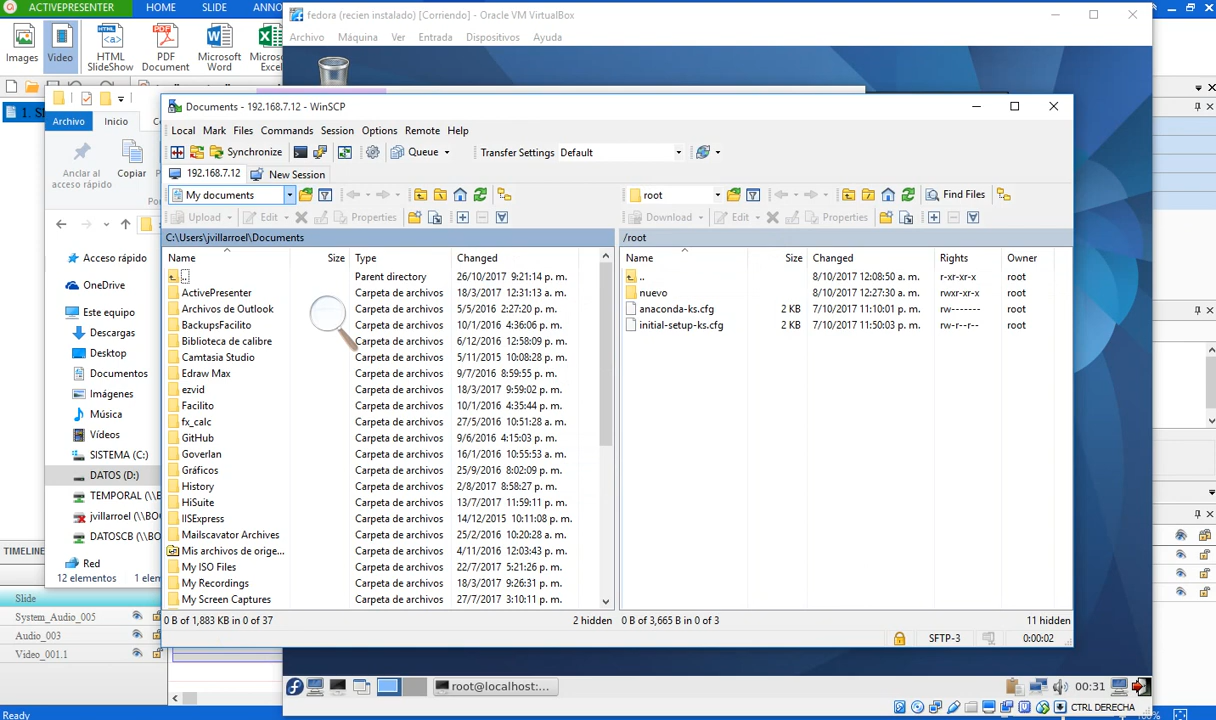 ACTIVEPRESENTER HOME SLIDE ANNO
Images Video HTML SlideShow PDF Document Microsoft Word Microso Excel
fedora (recien instalado) [Corriendo] - Oracle VM VirtualBox
Archivo Máquina Ver Entrada Dispositivos Ayuda
1. S
Archivo Inicio C
Anclar al acceso rápido Copiar
Acceso rápido
OneDrive
Este equipo
Descargas
Desktop
Documentos
Imágenes
Música
Vídeos
SISTEMA (C:)
DATOS (D:)
TEMPORAL (\\B
jvillarroel (\\BO
DATOSCB (\\BO
Red
12 elementos 1 elem
Documents - 192.168.7.12 - WinSCP
Local Mark Files Commands Session Options Remote Help
Synchronize Queue Transfer Settings Default
192.168.7.12 New Session
My documents root Find Files
Upload Edit Properties Download Edit Properties
C:\Users\jvillarroel\Documents /root
Name Size Type Changed
.. Parent directory 26/10/2017 9:21:14 p. m.
ActivePresenter Carpeta de archivos 18/3/2017 12:31:13 a. m.
Archivos de Outlook Carpeta de archivos 5/5/2016 2:27:20 p. m.
BackupsFacilito Carpeta de archivos 10/1/2016 4:36:06 p. m.
Biblioteca de calibre Carpeta de archivos 6/12/2016 12:58:09 p. m.
Camtasia Studio Carpeta de archivos 5/11/2015 10:08:28 p. m.
Edraw Max Carpeta de archivos 9/7/2016 8:59:55 p. m.
ezvid Carpeta de archivos 18/3/2017 9:59:02 p. m.
Facilito Carpeta de archivos 10/1/2016 4:35:44 p. m.
fx_calc Carpeta de archivos 27/5/2016 10:51:28 a. m.
GitHub Carpeta de archivos 9/6/2016 4:15:03 p. m.
Goverlan Carpeta de archivos 16/1/2016 10:55:53 a. m.
Gráficos Carpeta de archivos 25/9/2016 8:02:09 p. m.
History Carpeta de archivos 2/8/2017 8:58:27 p. m.
HiSuite Carpeta de archivos 13/7/2017 11:59:11 p. m.
IISExpress Carpeta de archivos 14/12/2015 10:11:08 p. m.
Mailscavator Archives Carpeta de archivos 25/2/2016 10:20:28 a. m.
Mis archivos de orige... Carpeta de archivos 4/11/2016 12:03:43 p. m.
My ISO Files Carpeta de archivos 22/7/2017 5:21:26 p. m.
My Recordings Carpeta de archivos 18/3/2017 9:26:31 p. m.
My Screen Captures Carpeta de archivos 27/7/2017 3:10:11 p. m.
0 B of 1,883 KB in 0 of 37 2 hidden
Name Size Changed Rights Owner
.. 8/10/2017 12:08:50 a. m. r-xr-xr-x root
nuevo 8/10/2017 12:27:30 a. m. rwxr-xr-x root
anaconda-ks.cfg 2 KB 7/10/2017 11:10:01 p. m. rw------- root
initial-setup-ks.cfg 2 KB 7/10/2017 11:50:03 p. m. rw-r--r-- root
0 B of 3,665 B in 0 of 3 11 hidden
SFTP-3 0:00:02
TIMELINE
Slide
System_Audio_005
Audio_003
Video_001.1
root@localhost:... 00:31
CTRL DERECHA
Ready